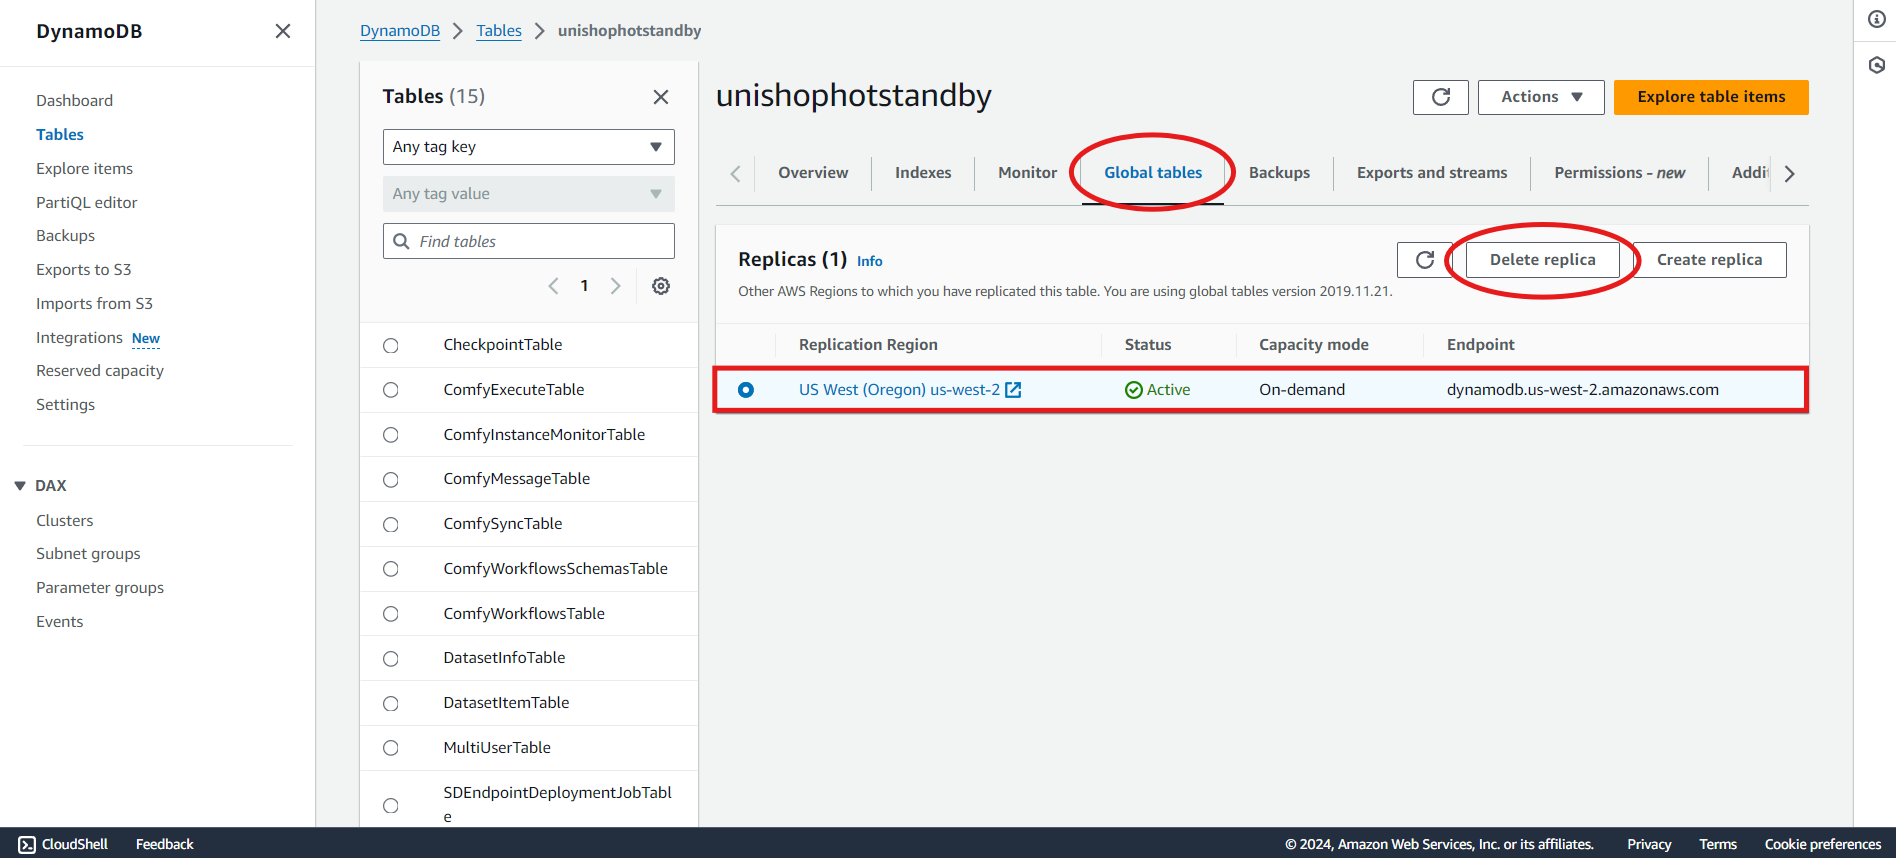 DynamoDB
Dashboard
Tables
Explore items
PartiQL editor
Backups
Exports to S3
Imports from S3
Integrations New
Reserved capacity
Settings
DAX
Clusters
Subnet groups
Parameter groups
Events
DynamoDB Tables unishophotstandby
Tables (15)
Any tag key
Any tag value
Find tables
1
CheckpointTable
ComfyExecuteTable
ComfyInstanceMonitorTable
ComfyMessageTable
ComfySyncTable
ComfyWorkflowsSchemasTable
ComfyWorkflowsTable
DatasetInfoTable
DatasetItemTable
MultiUserTable
SDEndpointDeploymentJobTabl
e
unishophotstandby
Actions Explore table items
Overview Indexes Monitor Global tables Backups Exports and streams Permissions - new Addi
Replicas (1) Info
Delete replica Create replica
Other AWS Regions to which you have replicated this table. You are using global tables version 2019.11.21.
Replication Region Status Capacity mode Endpoint
US West (Oregon) us-west-2 Active On-demand dynamodb.us-west-2.amazonaws.com
CloudShell Feedback © 2024, Amazon Web Services, Inc. or its affiliates. Privacy Terms Cookie preferences